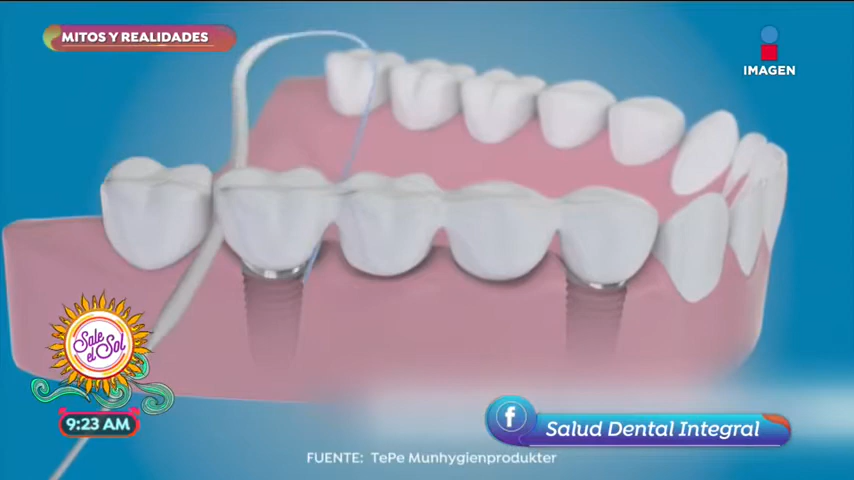 MITOS Y REALIDADES
IMAGEN
Sale
el Sol
9:23 AM
f
Salud Dental Integral
FUENTE: TePe Munhygienprodukter